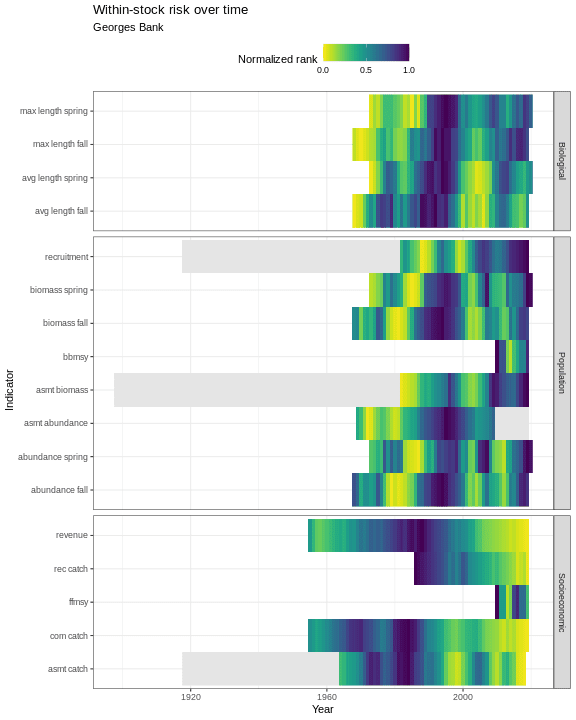 Within-stock risk over time
Georges Bank
Normalized rank
0.0 0.5 1.0
max length spring
max length fall
avg length spring
avg length fall
Biological
recruitment
biomass spring
biomass fall
bbmsy
asmt biomass
asmt abundance
abundance spring
abundance fall
Population
revenue
rec catch
ffmsy
com catch
asmt catch
Socioeconomic
Indicator
1920 1960 2000
Year